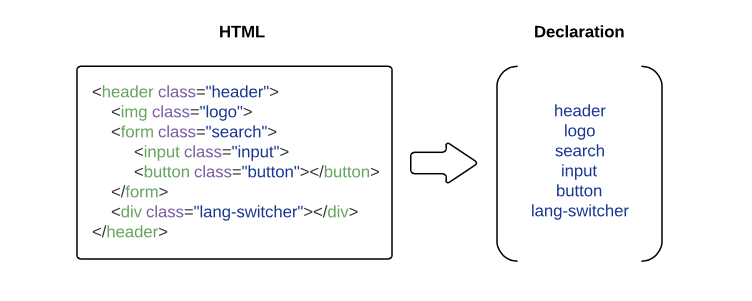 HTML
<header class="header">
<img class="logo">
<form class="search">
<input class="input">
<button class="button"></button>
</form>
<div class="lang-switcher"></div>
</header>
Declaration
header
logo
search
input
button
lang-switcher